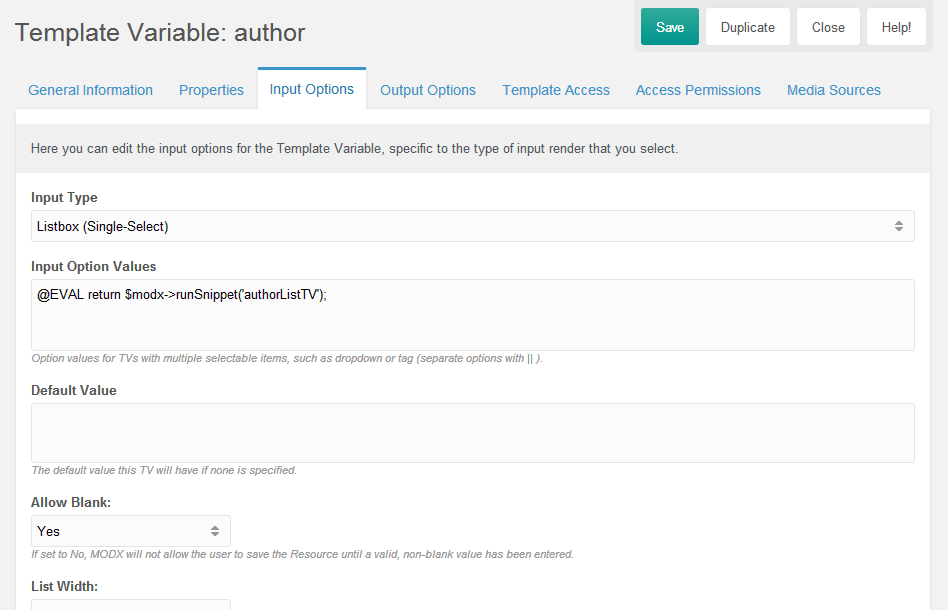 Template Variable: author
Save
Duplicate
Close
Help!
General Information
Properties
Input Options
Output Options
Template Access
Access Permissions
Media Sources
Here you can edit the input options for the Template Variable, specific to the type of input render that you select.
Input Type
Listbox (Single-Select)
Input Option Values
@EVAL return $modx->runSnippet('authorListTV');
Option values for TVs with multiple selectable items, such as dropdown or tag (separate options with || ).
Default Value
The default value this TV will have if none is specified.
Allow Blank:
Yes
If set to No, MODX will not allow the user to save the Resource until a valid, non-blank value has been entered.
List Width: